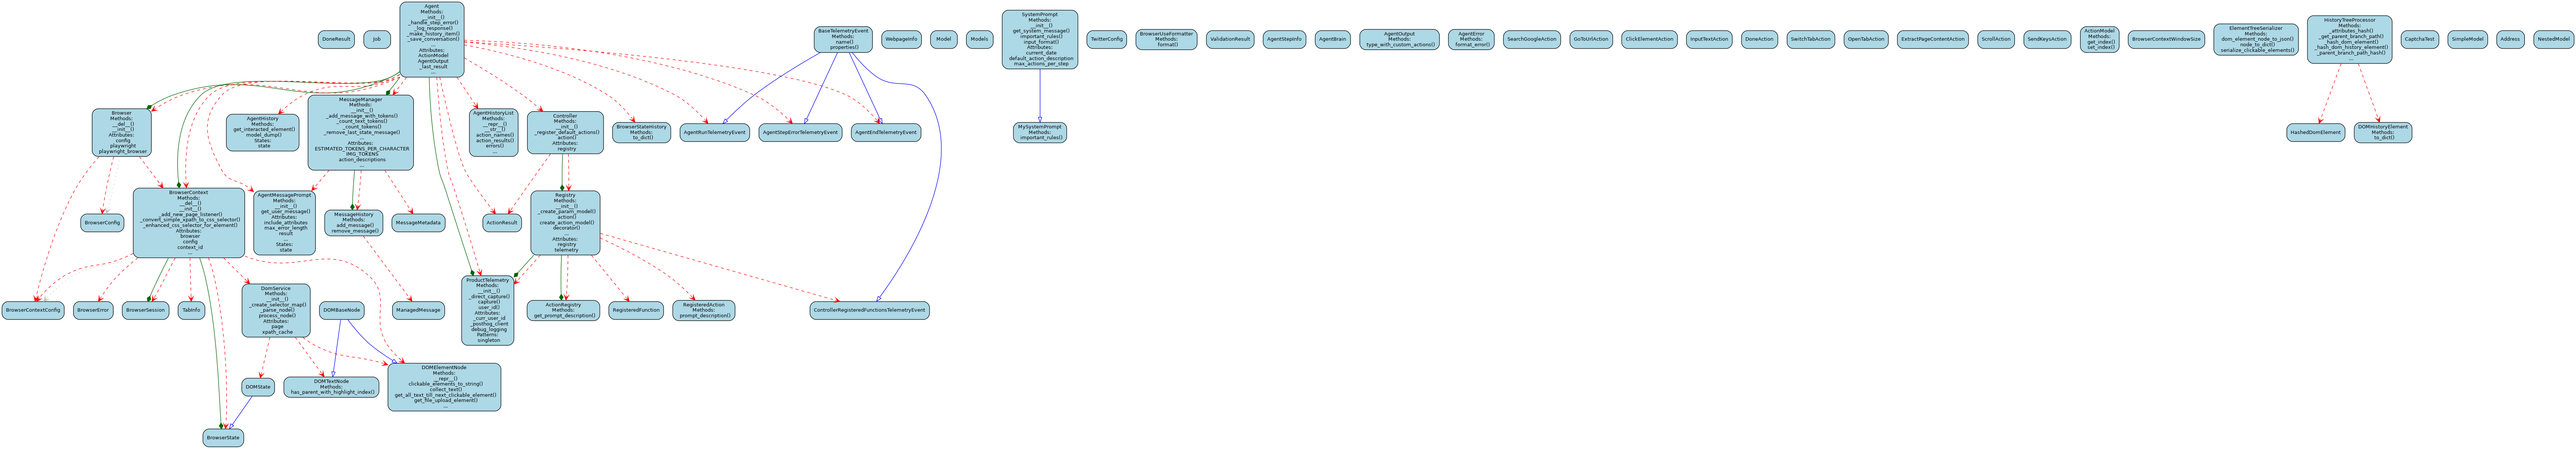 Agent
Methods:
__init__()
_handle_step_error()
_log_response()
_make_history_item()
_save_conversation()
...
Attributes:
ActionModel
AgentOutput
_last_result
...
DoneResult
Job
BaseTelemetryEvent
Methods:
name()
properties()
WebpageInfo
Model
Models
SystemPrompt
Methods:
__init__()
get_system_message()
important_rules()
input_format()
Attributes:
current_date
default_action_description
max_actions_per_step
TwitterConfig
BrowserUseFormatter
Methods:
format()
ValidationResult
AgentStepInfo
AgentBrain
AgentOutput
Methods:
type_with_custom_actions()
AgentError
Methods:
format_error()
SearchGoogleAction
GoToUrlAction
ClickElementAction
InputTextAction
DoneAction
SwitchTabAction
OpenTabAction
ExtractPageContentAction
ScrollAction
SendKeysAction
ActionModel
Methods:
get_index()
set_index()
BrowserContextWindowSize
ElementTreeSerializer
Methods:
dom_element_node_to_json()
node_to_dict()
serialize_clickable_elements()
HistoryTreeProcessor
Methods:
_attributes_hash()
_get_parent_branch_path()
_hash_dom_element()
_hash_dom_history_element()
_parent_branch_path_hash()
...
CaptchaTest
SimpleModel
Address
NestedModel
Browser
Methods:
__del__()
__init__()
Attributes:
config
playwright
playwright_browser
AgentHistory
Methods:
get_interacted_element()
model_dump()
...
States:
state
MessageManager
Methods:
__init__()
_add_message_with_tokens()
_count_text_tokens()
_count_tokens()
_remove_last_state_message()
...
Attributes:
ESTIMATED_TOKENS_PER_CHARACTER
IMG_TOKENS
action_descriptions
...
AgentHistoryList
Methods:
__repr__()
__str__()
action_names()
action_results()
errors()
...
Controller
Methods:
__init__()
_register_default_actions()
action()
Attributes:
registry
BrowserStateHistory
Methods:
to_dict()
AgentRunTelemetryEvent
AgentStepErrorTelemetryEvent
AgentEndTelemetryEvent
MySystemPrompt
Methods:
important_rules()
HashedDomElement
DOMHistoryElement
Methods:
to_dict()
BrowserConfig
BrowserContext
Methods:
__del__()
__init__()
_add_new_page_listener()
_convert_simple_xpath_to_css_selector()
_enhanced_css_selector_for_element()
Attributes:
browser
config
context_id
...
AgentMessagePrompt
Methods:
__init__()
get_user_message()
Attributes:
include_attributes
max_error_length
result
...
States:
state
MessageHistory
Methods:
add_message()
remove_message()
MessageMetadata
ActionResult
Registry
Methods:
__init__()
_create_param_model()
action()
create_action_model()
decorator()
...
Attributes:
registry
telemetry
BrowserContextConfig
BrowserError
BrowserSession
TabInfo
DomService
Methods:
__init__()
_create_selector_map()
_parse_node()
process_node()
Attributes:
page
xpath_cache
DOMBaseNode
ManagedMessage
ProductTelemetry
Methods:
__init__()
_direct_capture()
capture()
user_id()
Attributes:
_curr_user_id
_posthog_client
debug_logging
Patterns:
singleton
ActionRegistry
Methods:
get_prompt_description()
RegisteredFunction
RegisteredAction
Methods:
prompt_description()
ControllerRegisteredFunctionsTelemetryEvent
DOMState
DOMTextNode
Methods:
has_parent_with_highlight_index()
DOMElementNode
Methods:
__repr__()
clickable_elements_to_string()
collect_text()
get_all_text_till_next_clickable_element()
get_file_upload_element()
...
BrowserState